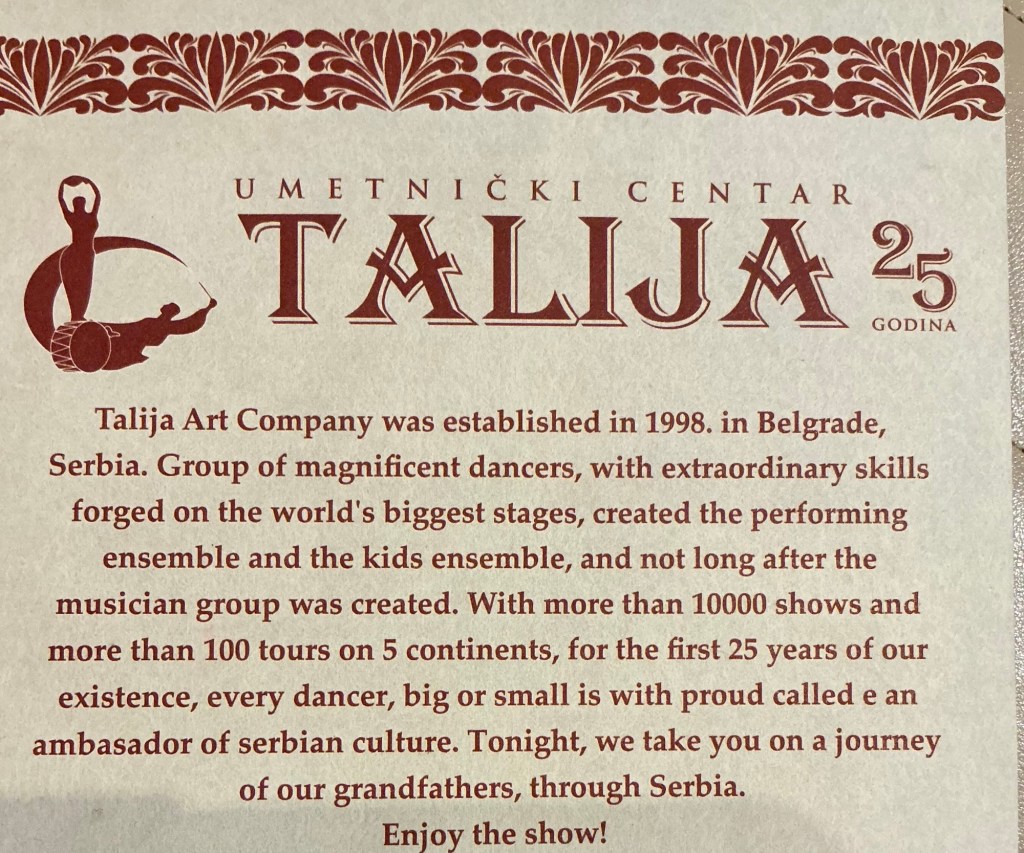 UMETNIČKI CENTAR
TALIJA
25
GODINA
Talija Art Company was established in 1998. in Belgrade,
Serbia. Group of magnificent dancers, with extraordinary skills
forged on the world's biggest stages, created the performing
ensemble and the kids ensemble, and not long after the
musician group was created. With more than 10000 shows and
more than 100 tours on 5 continents, for the first 25 years of our
existence, every dancer, big or small is with proud called e an
ambasador of serbian culture. Tonight, we take you on a journey
of our grandfathers, through Serbia.
Enjoy the show!